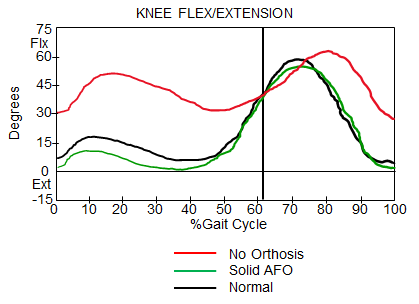 KNEE FLEX/EXTENSION
75
Flx
60
45
30
15
0
Ext
-15
Degrees
0 10 20 30 40 50 60 70 80 90 100
%Gait Cycle
No Orthosis
Solid AFO
Normal